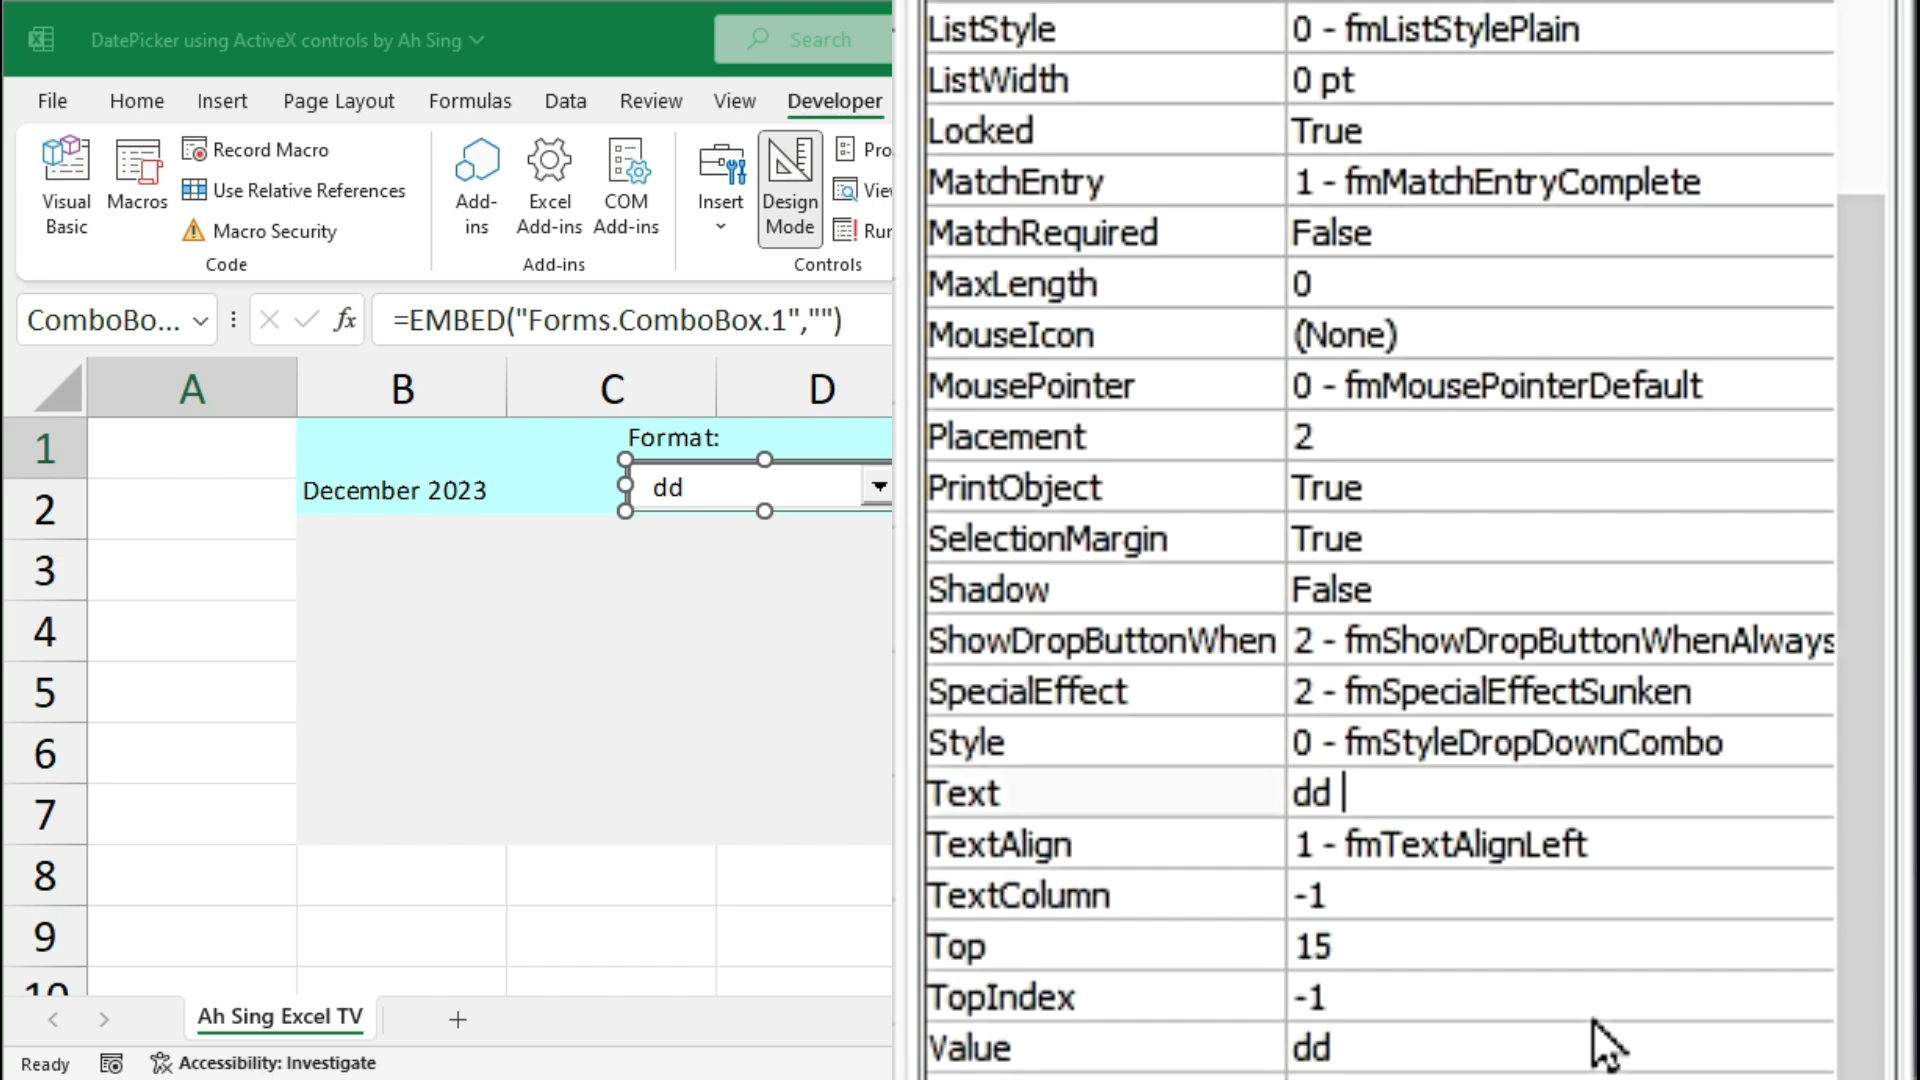 DatePicker using ActiveX controls by Ah Sing
Search
File Home Insert Page Layout Formulas Data Review View Developer
Visual Basic
Macros
Record Macro
Use Relative References
Macro Security
Code
Add-ins
Excel Add-ins
COM Add-ins
Add-ins
Insert
Design Mode
Pro
Vie
Run
Controls
ComboBo...
fx
=EMBED("Forms.ComboBox.1","")
A B C D
1
2
3
4
5
6
7
8
9
10
Format:
December 2023
dd
Ah Sing Excel TV
Ready
Accessibility: Investigate
ListStyle 0 - fmListStylePlain
ListWidth 0 pt
Locked True
MatchEntry 1 - fmMatchEntryComplete
MatchRequired False
MaxLength 0
MouseIcon (None)
MousePointer 0 - fmMousePointerDefault
Placement 2
PrintObject True
SelectionMargin True
Shadow False
ShowDropButtonWhen 2 - fmShowDropButtonWhenAlways
SpecialEffect 2 - fmSpecialEffectSunken
Style 0 - fmStyleDropDownCombo
Text dd
TextAlign 1 - fmTextAlignLeft
TextColumn -1
Top 15
TopIndex -1
Value dd